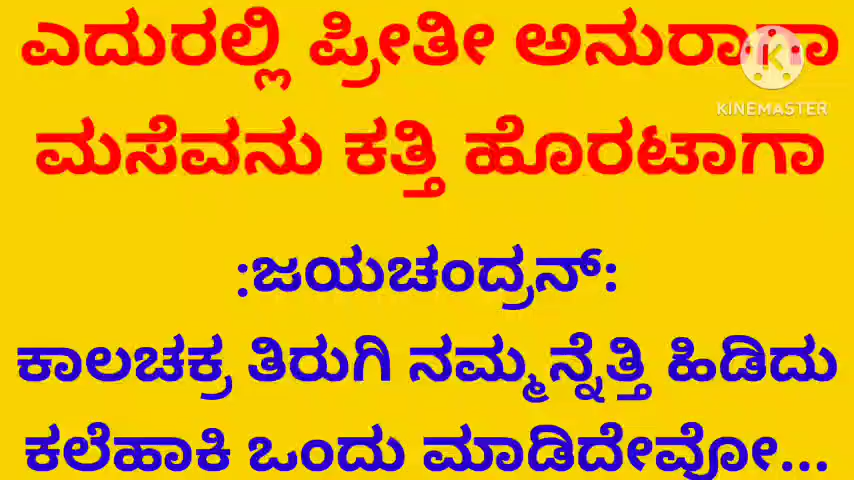 ಎದುರಲ್ಲಿ ಪ್ರೀತೀ ಅನುರಾಗಾ
KINEMASTER
ಮಸೆವನು ಕತ್ತಿ ಹೊರಟಾಗಾ
:ಜಯಚಂದ್ರನ್:
ಕಾಲಚಕ್ರ ತಿರುಗಿ ನಮ್ಮನ್ನೆತ್ತಿ ಹಿಡಿದು
ಕಲೆಹಾಕಿ ಒಂದು ಮಾಡಿದೇವೋ...